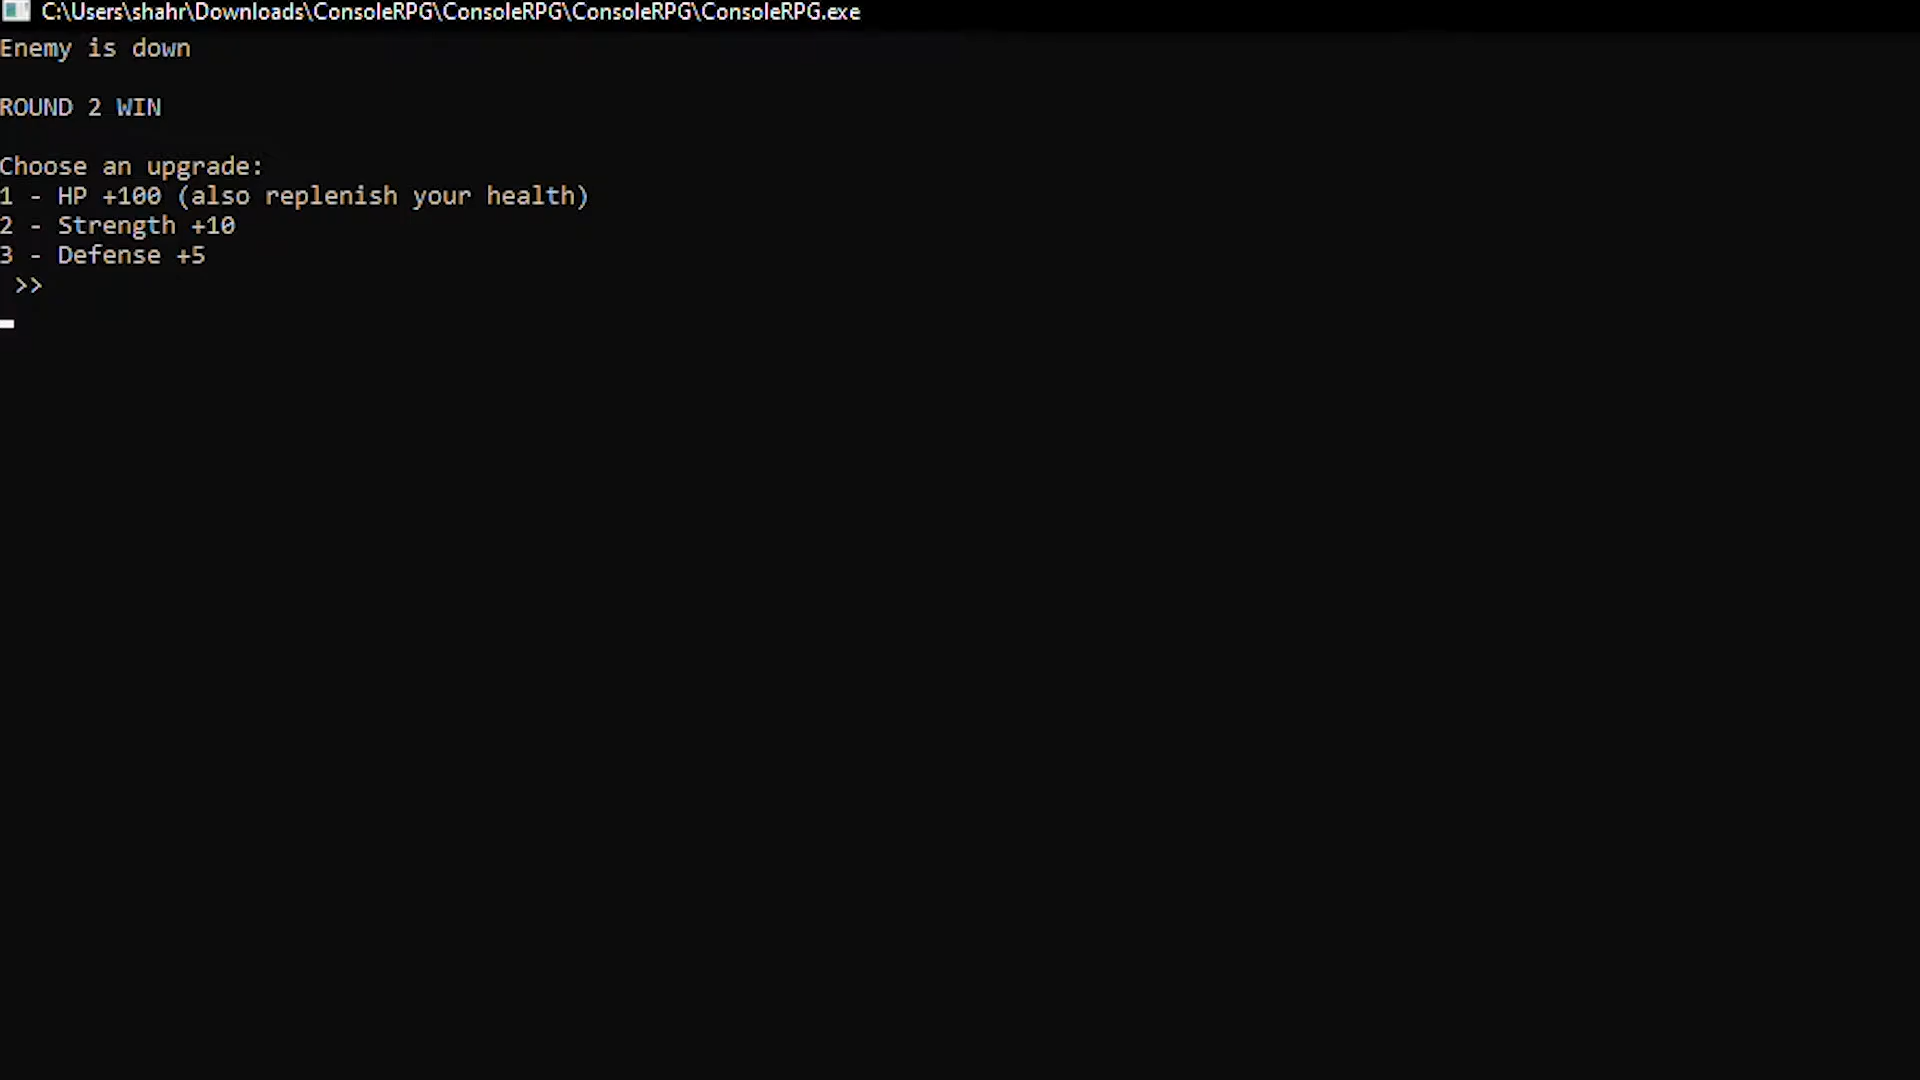 C:\Users\shahr\Downloads\ConsoleRPG\ConsoleRPG\ConsoleRPG\ConsoleRPG.exe
Enemy is down
ROUND 2 WIN
Choose an upgrade:
1 - HP +100 (also replenish your health)
2 - Strength +10
3 - Defense +5
>>